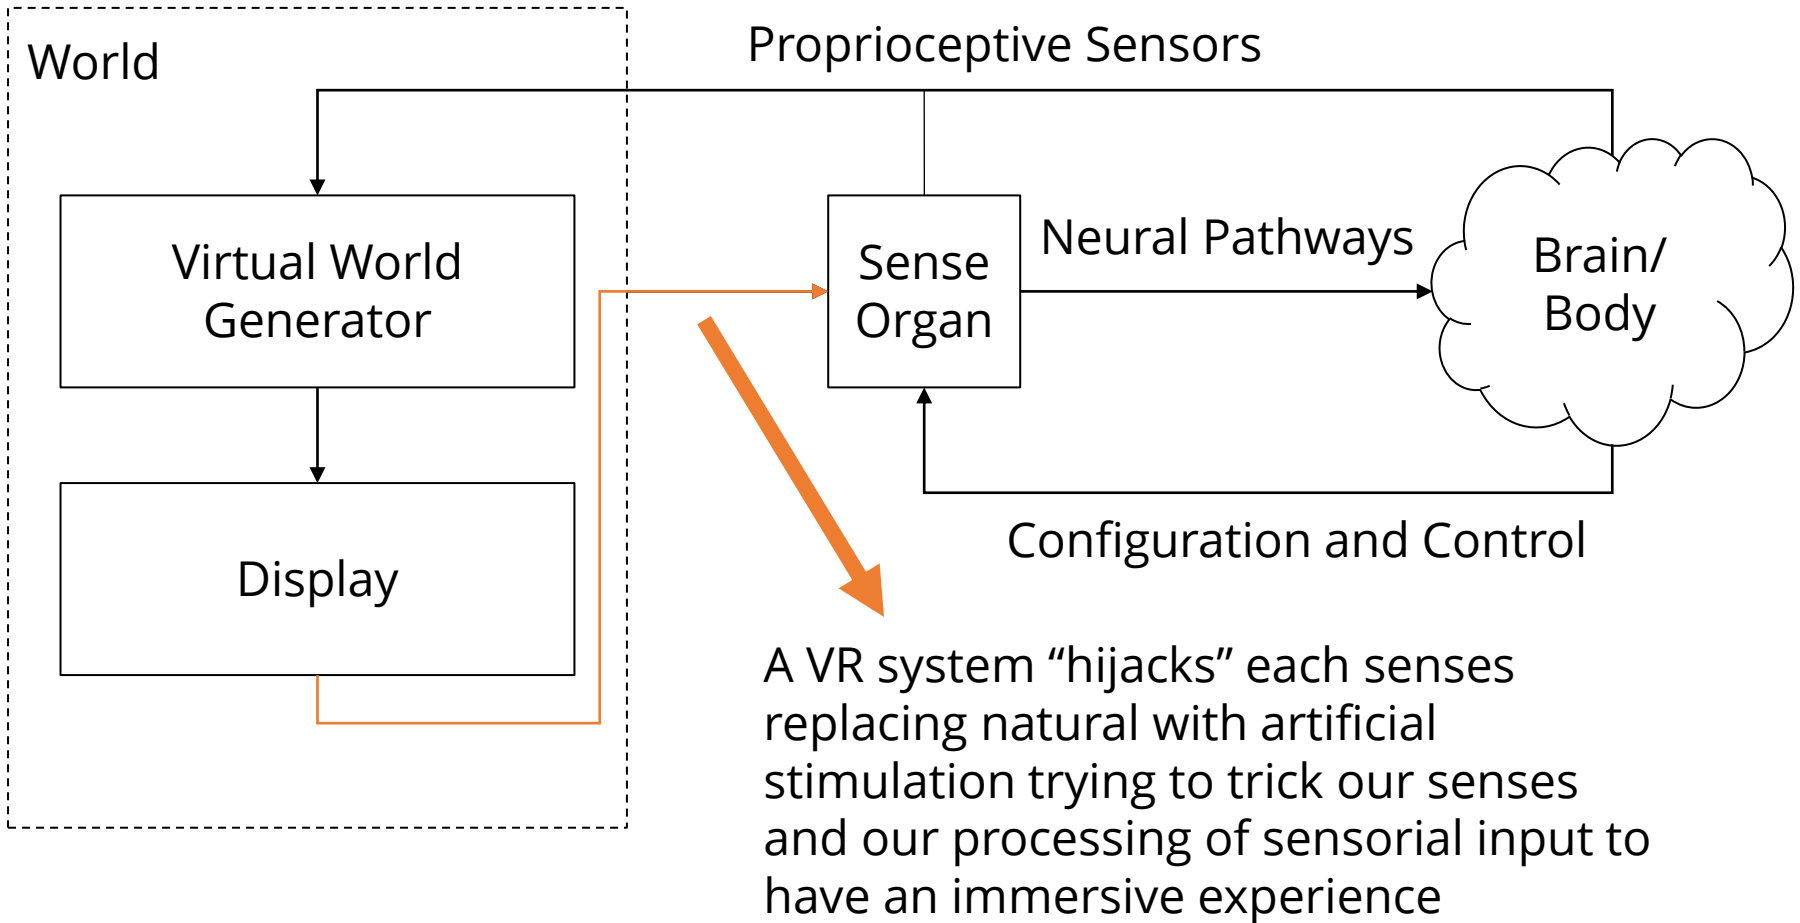 World
Proprioceptive Sensors
Virtual World
Generator
Sense
Organ
Neural Pathways
Brain/
Body
Display
Configuration and Control
A VR system “hijacks” each senses
replacing natural with artificial
stimulation trying to trick our senses
and our processing of sensorial input to
have an immersive experience